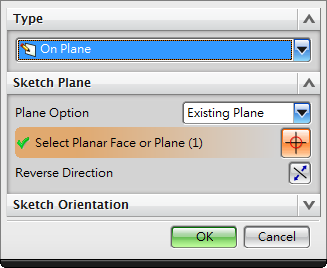 Type
On Plane
Sketch Plane
Plane Option
Existing Plane
Select Planar Face or Plane (1)
Reverse Direction
Sketch Orientation
OK
Cancel